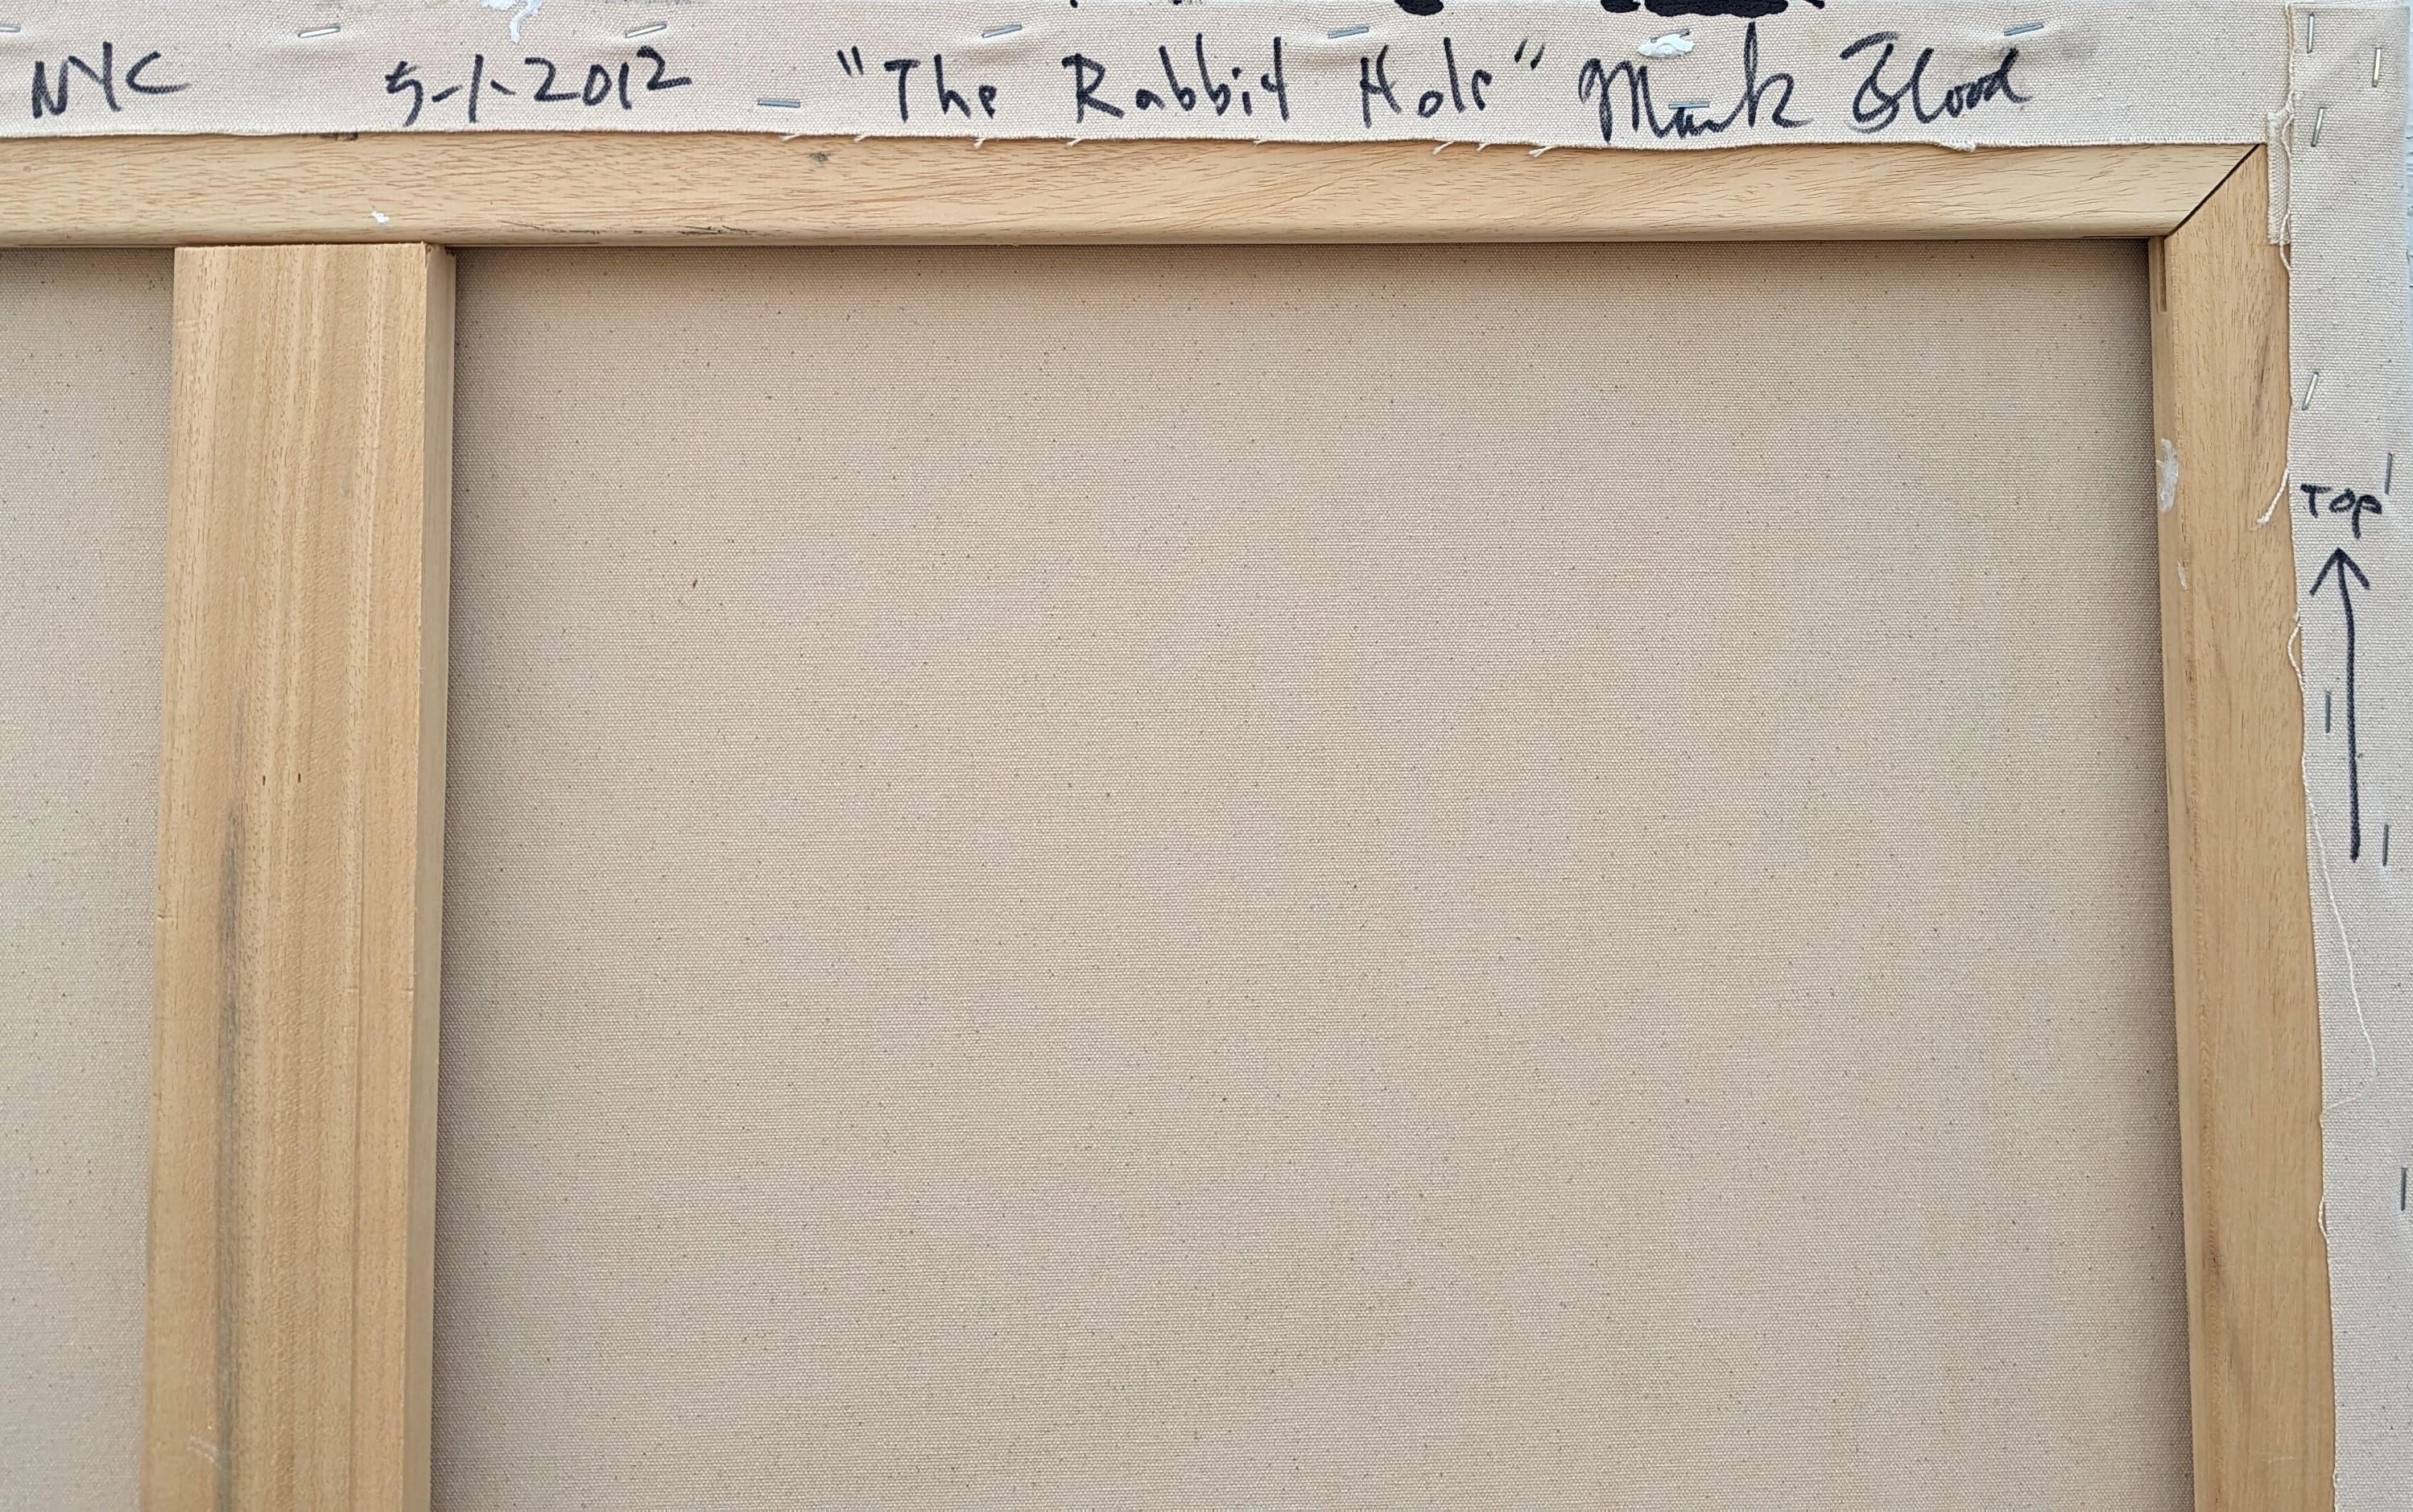 NYC 5-1-2012 "The Rabbit Hole" Mark Blood
TOP